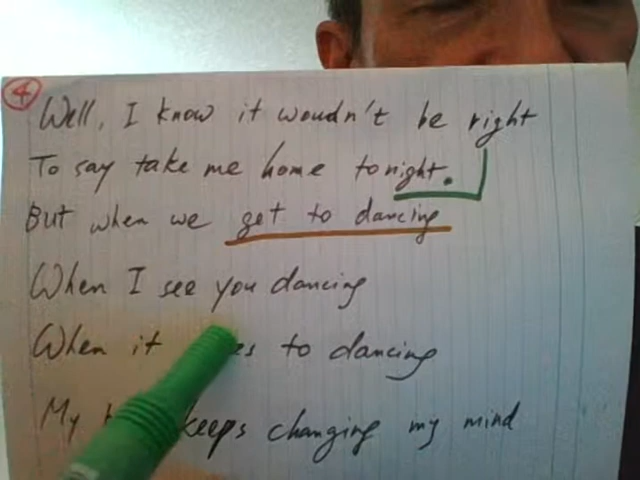 4
Well, I know it woudn't be right
To say take me home tonight.
But when we get to dancing
When I see you dancing
When it to dancing
My keeps changing my mind